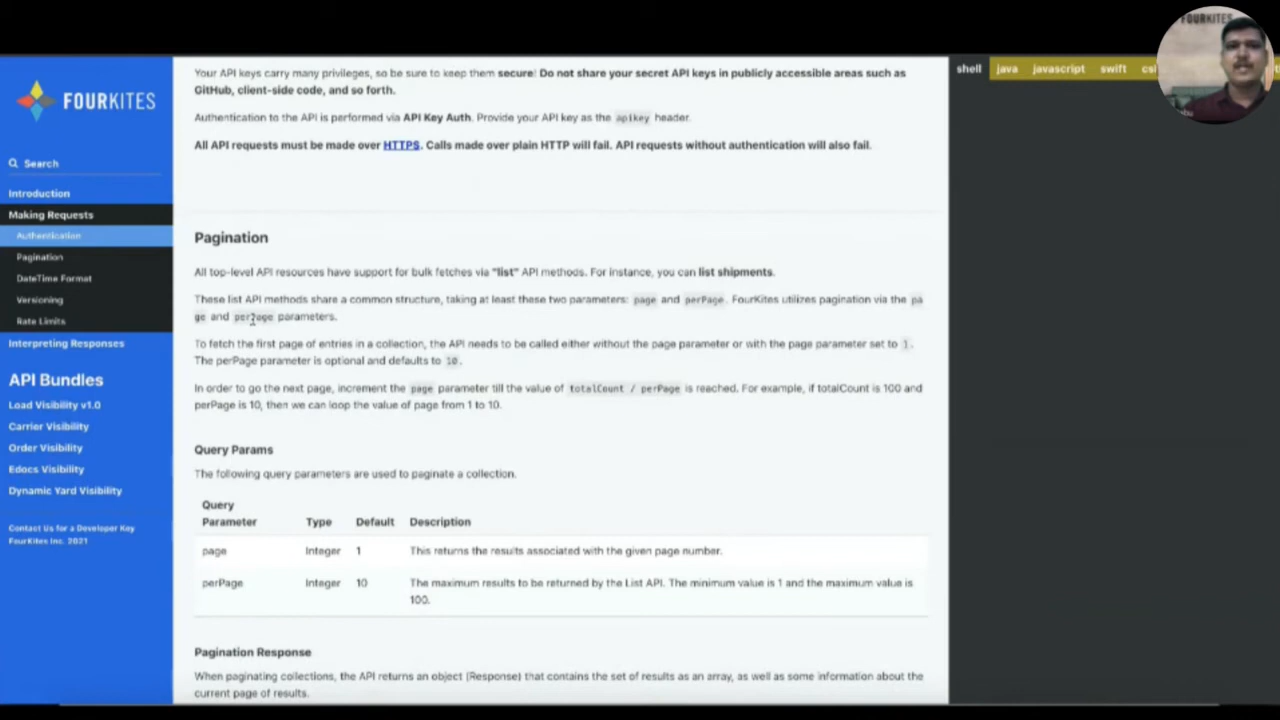 FOURKITES
Search
Introduction
Making Requests
Authentication
Pagination
DateTime Format
Versioning
Rate Limits
Interpreting Responses
API Bundles
Load Visibility v1.0
Carrier Visibility
Order Visibility
Edocs Visibility
Dynamic Yard Visibility
Contact Us for a Developer Key
FourKites Inc. 2021
Your API keys carry many privileges, so be sure to keep them secure! Do not share your secret API keys in publicly accessible areas such as
GitHub, client-side code, and so forth.
Authentication to the API is performed via API Key Auth. Provide your API key as the apikey header.
All API requests must be made over HTTPS. Calls made over plain HTTP will fail. API requests without authentication will also fail.
Pagination
All top-level API resources have support for bulk fetches via "list" API methods. For instance, you can list shipments.
These list API methods share a common structure, taking at least these two parameters: page and perPage. FourKites utilizes pagination via the pa
ge and perPage parameters.
To fetch the first page of entries in a collection, the API needs to be called either without the page parameter or with the page parameter set to 1.
The perPage parameter is optional and defaults to 10.
In order to go the next page, increment the page parameter till the value of totalCount / perPage is reached. For example, if totalCount is 100 and
perPage is 10, then we can loop the value of page from 1 to 10.
Query Params
The following query parameters are used to paginate a collection.
Query
Parameter Type Default Description
page Integer 1 This returns the results associated with the given page number.
perPage Integer 10 The maximum results to be returned by the List API. The minimum value is 1 and the maximum value is
100.
Pagination Response
When paginating collections, the API returns an object (Response) that contains the set of results as an array, as well as some information about the
current page of results.
shell java javascript swift
FOURKITES